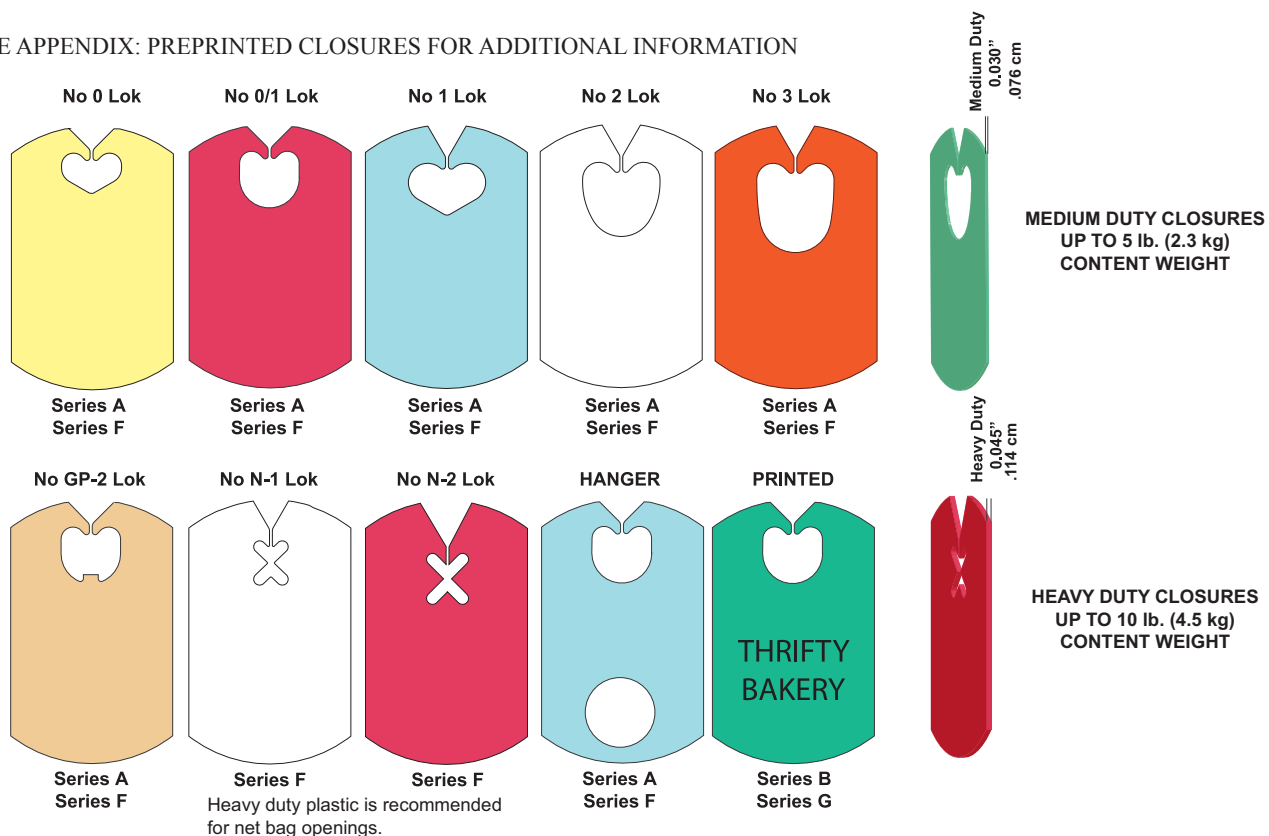 E APPENDIX: PREPRINTED CLOSURES FOR ADDITIONAL INFORMATION
No 0 Lok
No 0/1 Lok
No 1 Lok
No 2 Lok
No 3 Lok
Series A
Series F
Series A
Series F
Series A
Series F
Series A
Series F
Series A
Series F
Medium Duty
0.030”
.076 cm
MEDIUM DUTY CLOSURES
UP TO 5 lb. (2.3 kg)
CONTENT WEIGHT
No GP-2 Lok
No N-1 Lok
No N-2 Lok
HANGER
PRINTED
THRIFTY
BAKERY
Series A
Series F
Series F
Series F
Heavy duty plastic is recommended
for net bag openings.
Series A
Series F
Series B
Series G
Heavy Duty
0.045”
.114 cm
HEAVY DUTY CLOSURES
UP TO 10 lb. (4.5 kg)
CONTENT WEIGHT